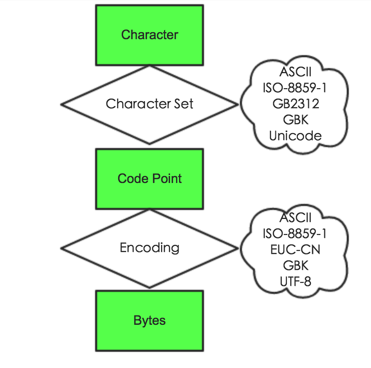 Character
Character Set
ASCII
ISO-8859-1
GB2312
GBK
Unicode
Code Point
Encoding
ASCII
ISO-8859-1
EUC-CN
GBK
UTF-8
Bytes